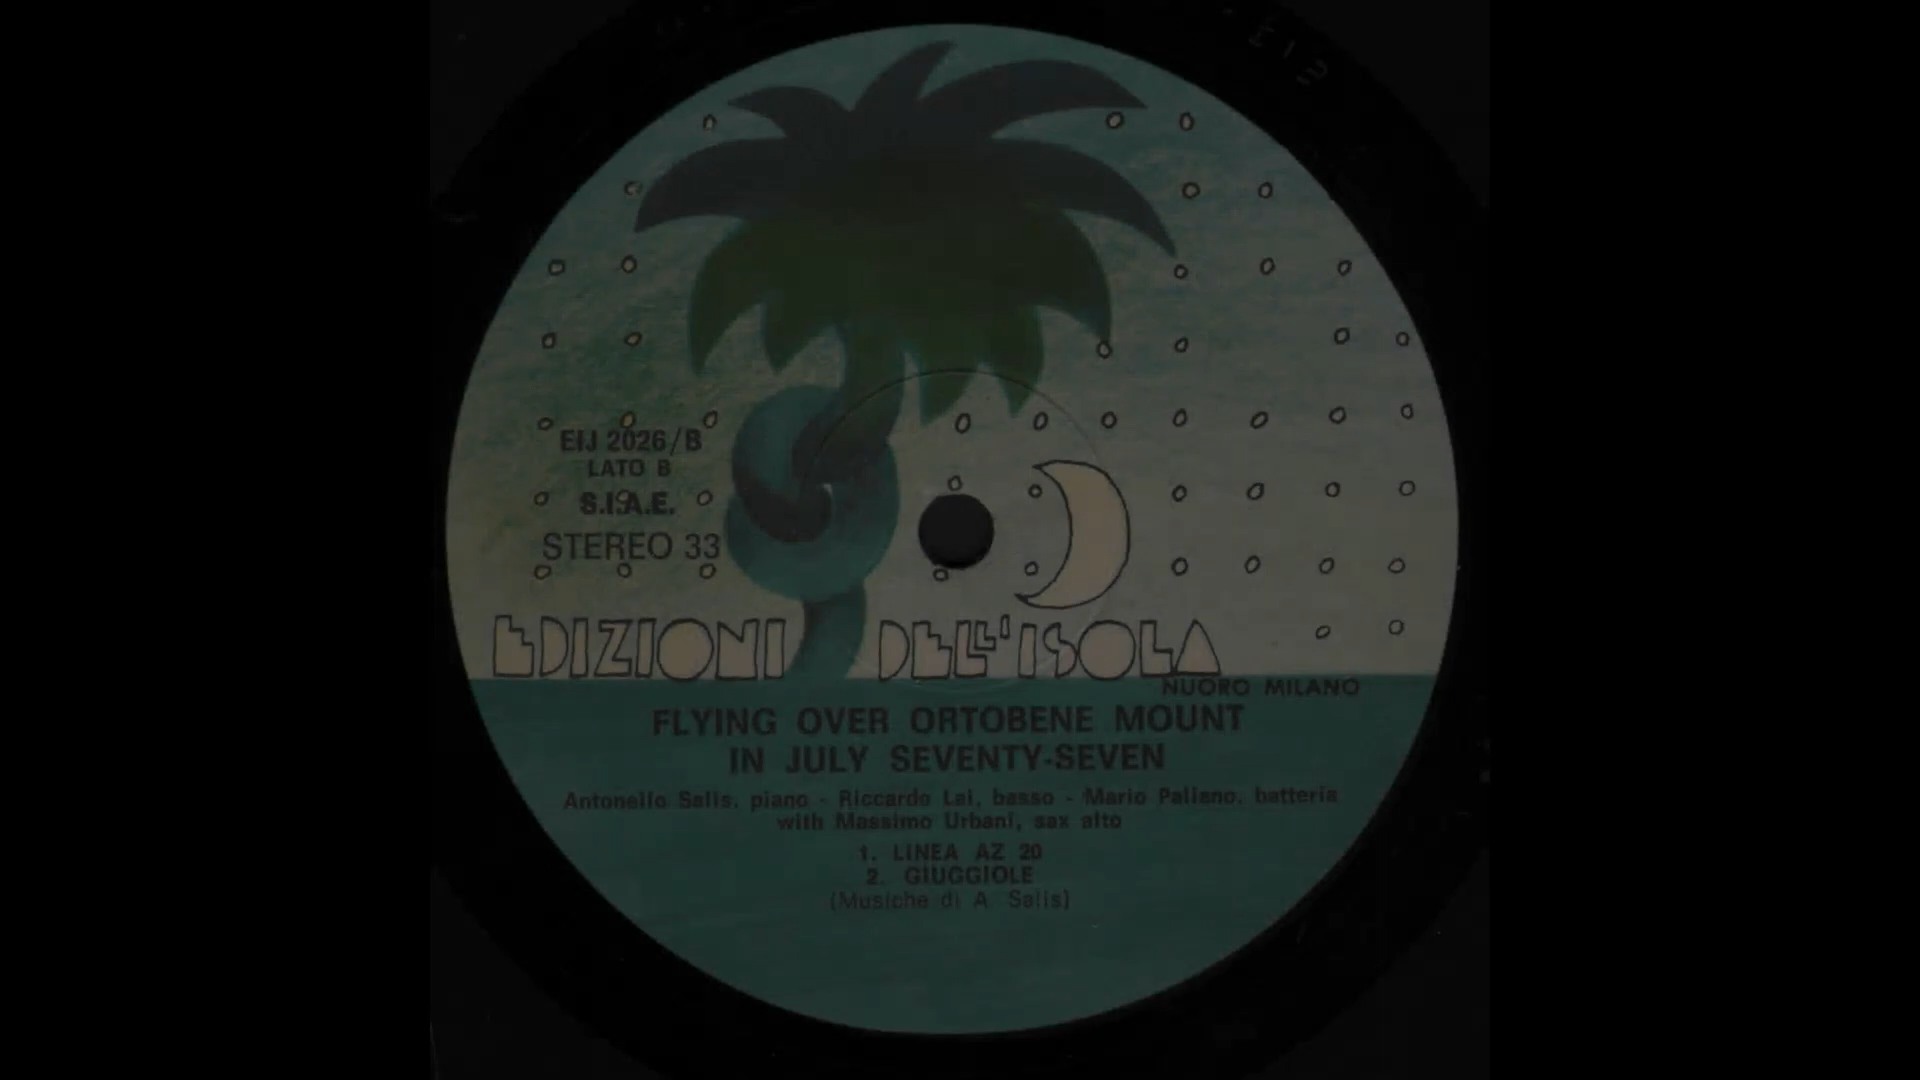 EIJ 2026/B
LATO B
S.I.A.E.
STEREO 33
EDIZIONI DELL'ISOLA
NUORO MILANO
FLYING OVER ORTOBENE MOUNT
IN JULY SEVENTY-SEVEN
Antonello Salis, piano - Riccardo Lai, basso - Mario Paliano, batteria
with Massimo Urbani, sax alto
1. LINEA AZ 20
2. GIUGGIOLE
(Musiche di A. Salis)